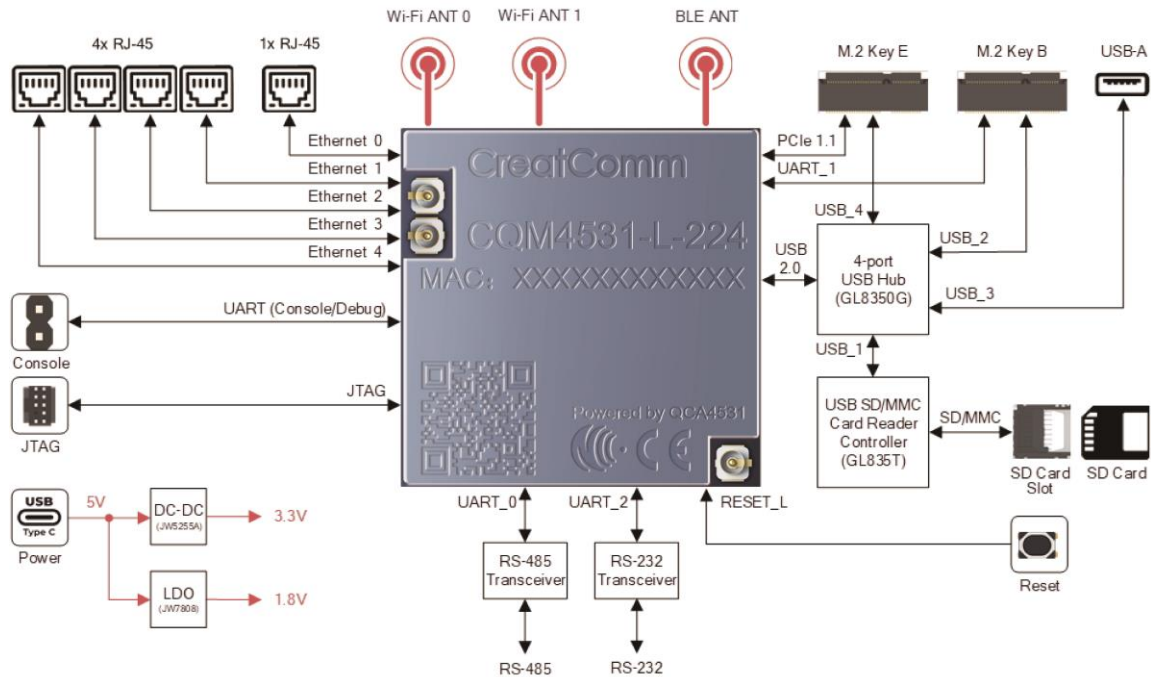 Wi-Fi ANT 0
Wi-Fi ANT 1
BLE ANT
4x RJ-45
1x RJ-45
M.2 Key E
M.2 Key B
USB-A
Ethernet 0
Ethernet 1
Ethernet 2
Ethernet 3
Ethernet 4
CreatComm
CQM4531-L-224
MAC: XXXXXXXXXXXX
Powered by QCA4531
CE
PCIe 1.1
UART_1
USB_4
USB_2
USB
2.0
4-port
USB Hub
(GL8350G)
USB_3
USB_1
UART (Console/Debug)
Console
JTAG
JTAG
USB SD/MMC
Card Reader
Controller
(GL835T)
SD/MMC
SD Card
Slot
SD Card
UART_0
UART_2
RESET_L
USB
Type C
Power
5V
DC-DC
(JW5255A)
3.3V
LDO
(JW7808)
1.8V
RS-485
Transceiver
RS-232
Transceiver
Reset
RS-485
RS-232